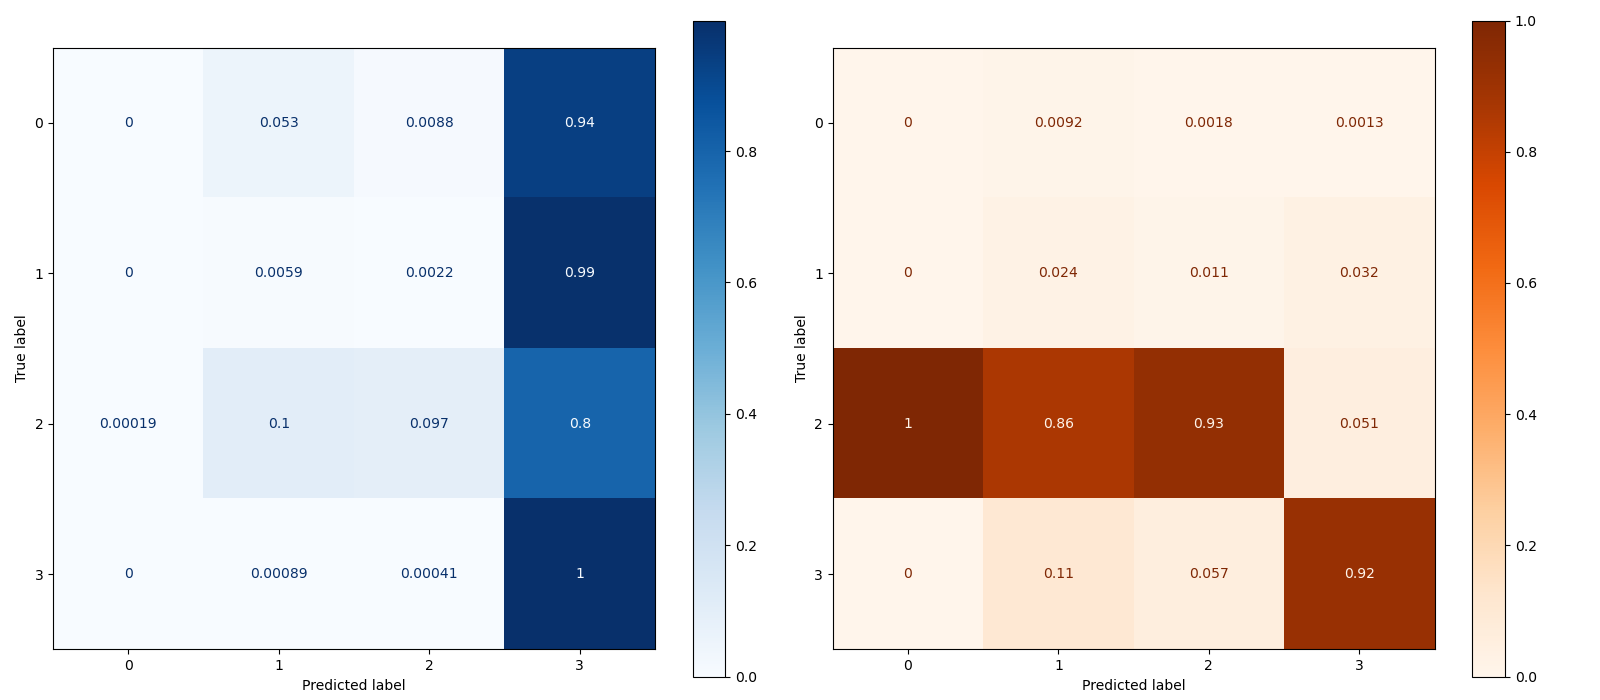 0 0 0.053 0.0088 0.94
1 0 0.0059 0.0022 0.99
2 0.00019 0.1 0.097 0.8
3 0 0.00089 0.00041 1
0 1 2 3
Predicted label
True label
0.8
0.6
0.4
0.2
0.0
0 0 0.0092 0.0018 0.0013
1 0 0.024 0.011 0.032
2 1 0.86 0.93 0.051
3 0 0.11 0.057 0.92
0 1 2 3
Predicted label
True label
1.0
0.8
0.6
0.4
0.2
0.0